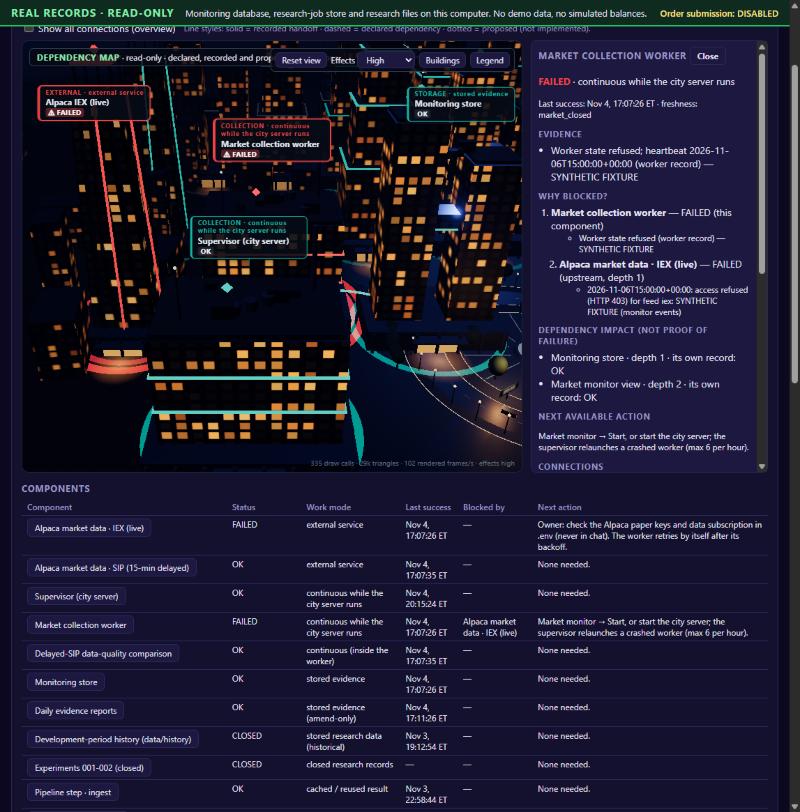 REAL RECORDS · READ-ONLY Monitoring database, research-job store and research files on this computer. No demo data, no simulated balances. Order submission: DISABLED
Show all connections (overview) Line styles: solid = recorded handoft · dashed = declared dependency · dotted = proposed (not implemented).
DEPENDENCY MAP · read-only · declared, recorded and prop
Reset view Effects High Buildings Legend
EXTERNAL · external service
Alpaca IEX (live)
⚠ FAILED
COLLECTION · continuous
while the city server runs
Market collection worker
⚠ FAILED
STORAGE · stored evidence
Monitoring store
OK
COLLECTION · continuous
while the city server runs
Supervisor (city server)
OK
335 draw calls · 29k triangles · 102 rendered frames/s · effects high
MARKET COLLECTION WORKER Close
FAILED · continuous while the city server runs
Last success: Nov 4, 17:07:26 ET · freshness:
market_closed
EVIDENCE
• Worker state refused; heartbeat 2026-11-
06T15:00:00+00:00 (worker record) —
SYNTHETIC FIXTURE
WHY BLOCKED?
1. Market collection worker — FAILED (this
component)
Worker state refused (worker record) —
SYNTHETIC FIXTURE
2. Alpaca market data · IEX (live) — FAILED
(upstream, depth 1)
2026-11-06T15:00:00+00:00: access refused
(HTTP 403) for feed iex: SYNTHETIC
FIXTURE (monitor events)
DEPENDENCY IMPACT (NOT PROOF OF
FAILURE)
• Monitoring store · depth 1 · its own record:
OK
• Market monitor view · depth 2 · its own
record: OK
NEXT AVAILABLE ACTION
Market monitor → Start, or start the city server; the
supervisor relaunches a crashed worker (max 6 per hour).
CONNECTIONS
COMPONENTS
Component Status Work mode Last success Blocked by Next action
Alpaca market data · IEX (live) FAILED external service Nov 4, 17:07:26 ET — Owner: check the Alpaca paper keys and data subscription in .env (never in chat). The worker retries by itself after its backoff.
Alpaca market data · SIP (15-min delayed) OK external service Nov 4, 17:07:35 ET — None needed.
Supervisor (city server) OK continuous while the city server runs Nov 4, 20:15:24 ET — None needed.
Market collection worker FAILED continuous while the city server runs Nov 4, 17:07:26 ET Alpaca market data · IEX (live) Market monitor → Start, or start the city server; the supervisor relaunches a crashed worker (max 6 per hour).
Delayed-SIP data-quality comparison OK continuous (inside the worker) Nov 4, 17:07:35 ET — None needed.
Monitoring store OK stored evidence Nov 4, 17:07:26 ET — None needed.
Daily evidence reports OK stored evidence (amend-only) Nov 4, 17:11:26 ET — None needed.
Development-period history (data/history) CLOSED stored research data (historical) Nov 3, 19:12:54 ET — None needed.
Experiments 001-002 (closed) CLOSED closed research records — — None needed.
Pipeline step · ingest OK cached / reused result Nov 3, 22:58:44 ET — None needed.